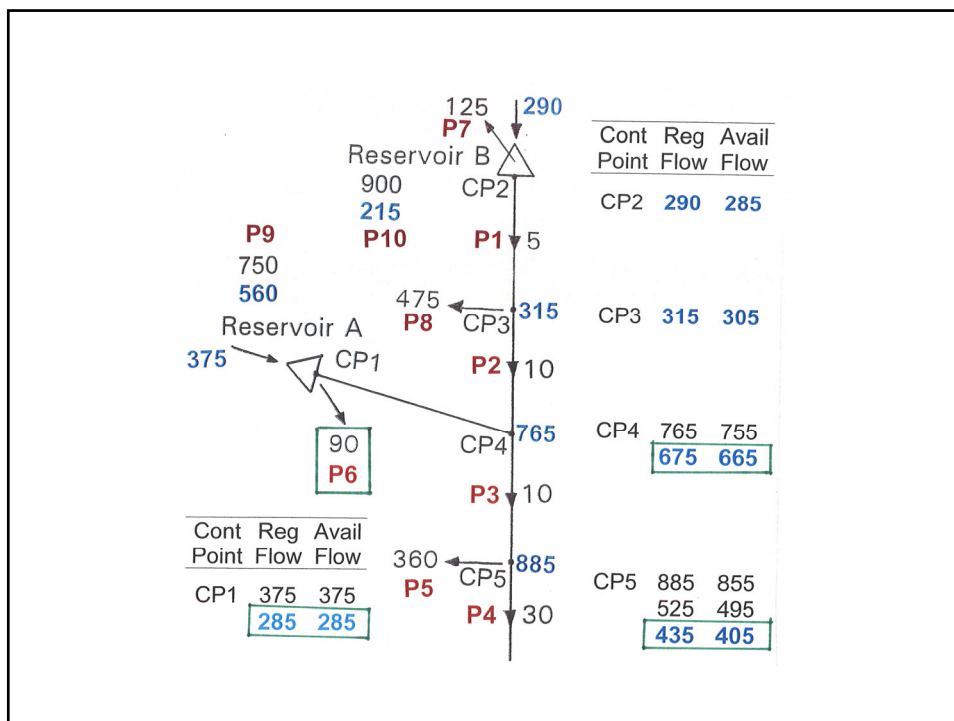 125
290
P7
Reservoir B
CP2
900
215
P10
P9
750
560
P1 5
475
P8
CP3
315
Reservoir A
375
CP1
P2 10
765
CP4
90
P6
P3 10
360
P5
CP5
885
P4 30
Cont Reg Avail
Point Flow Flow
CP1 375 375
285 285
Cont Reg Avail
Point Flow Flow
CP2 290 285
CP3 315 305
CP4 765 755
675 665
CP5 885 855
525 495
435 405